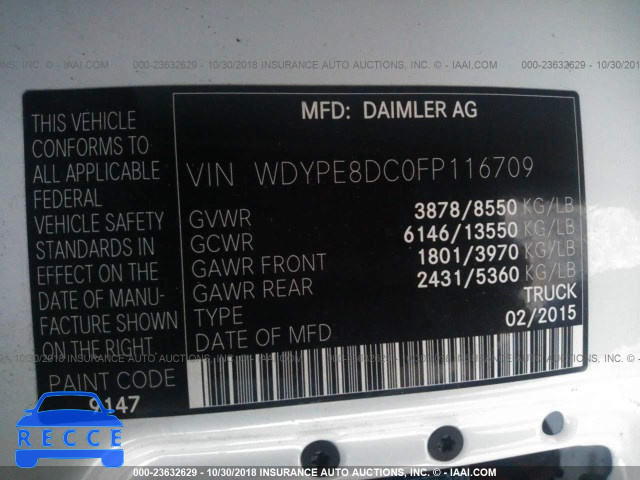 000-23632629 - 10/30/2018 INSURANCE AUTO AUCTIONS, INC. - IAAI.COM
MFD: DAIMLER AG
THIS VEHICLE
CONFORMS TO
ALL APPLICABLE
FEDERAL
VEHICLE SAFETY
STANDARDS IN
EFFECT ON THE
DATE OF MANU-
FACTURE SHOWN
ON THE RIGHT.
PAINT CODE
9147
VIN WDYPE8DC0FP116709
GVWR 3878/8550 KG/LB
GCWR 6146/13550 KG/LB
GAWR FRONT 1801/3970 KG/LB
GAWR REAR 2431/5360 KG/LB
TYPE TRUCK
DATE OF MFD 02/2015
RECCE
000-23632629 - 10/30/2018 INSURANCE AUTO AUCTIONS, INC. - IAAI.COM